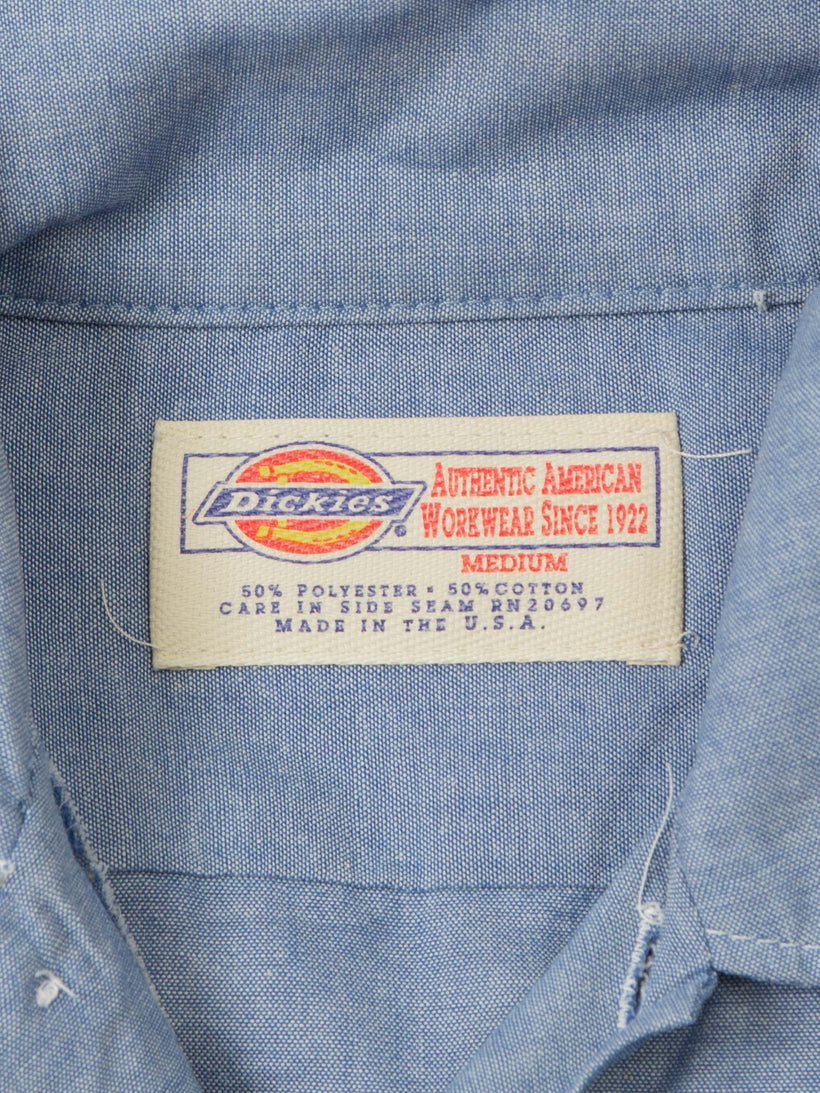 Dickies®
AUTHENTIC AMERICAN
WORKWEAR SINCE 1922
MEDIUM
50% POLYESTER • 50% COTTON
CARE IN SIDE SEAM RN20697
MADE IN THE U.S.A.